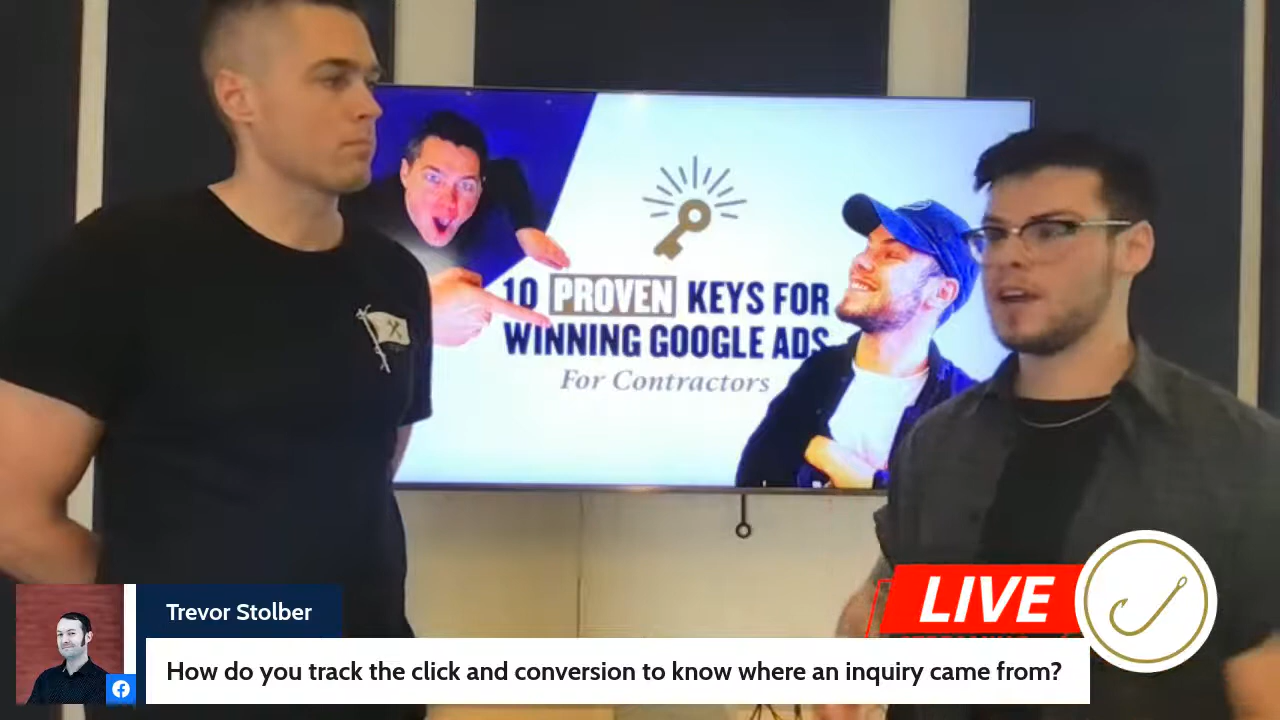 10 PROVEN KEYS FOR
WINNING GOOGLE ADS
For Contractors
LIVE
Trevor Stolber
How do you track the click and conversion to know where an inquiry came from?